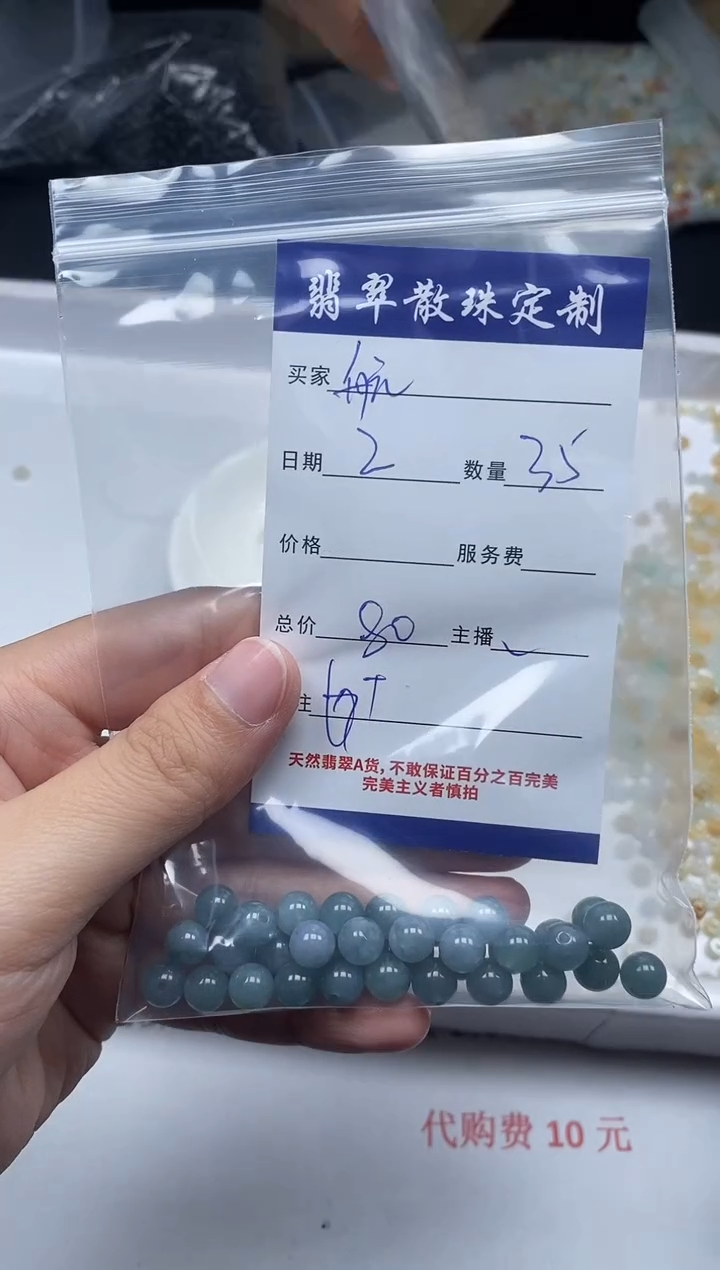 翡翠散珠定制
买家 航
日期 2 数量 35
价格 服务费
总价 80 主播
主
天然翡翠A货,不敢保证百分之百完美
完美主义者慎拍
代购费 10 元